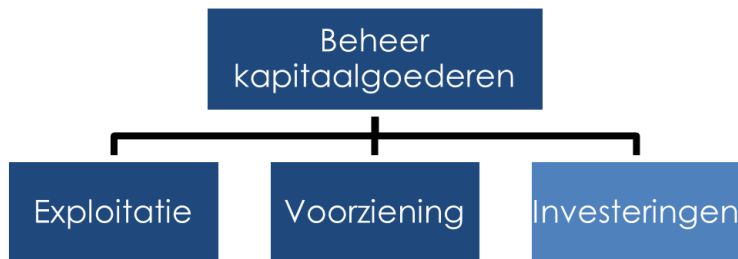 Beheer
kapitaalgoederen
Exploitatie
Voorziening
Investeringen